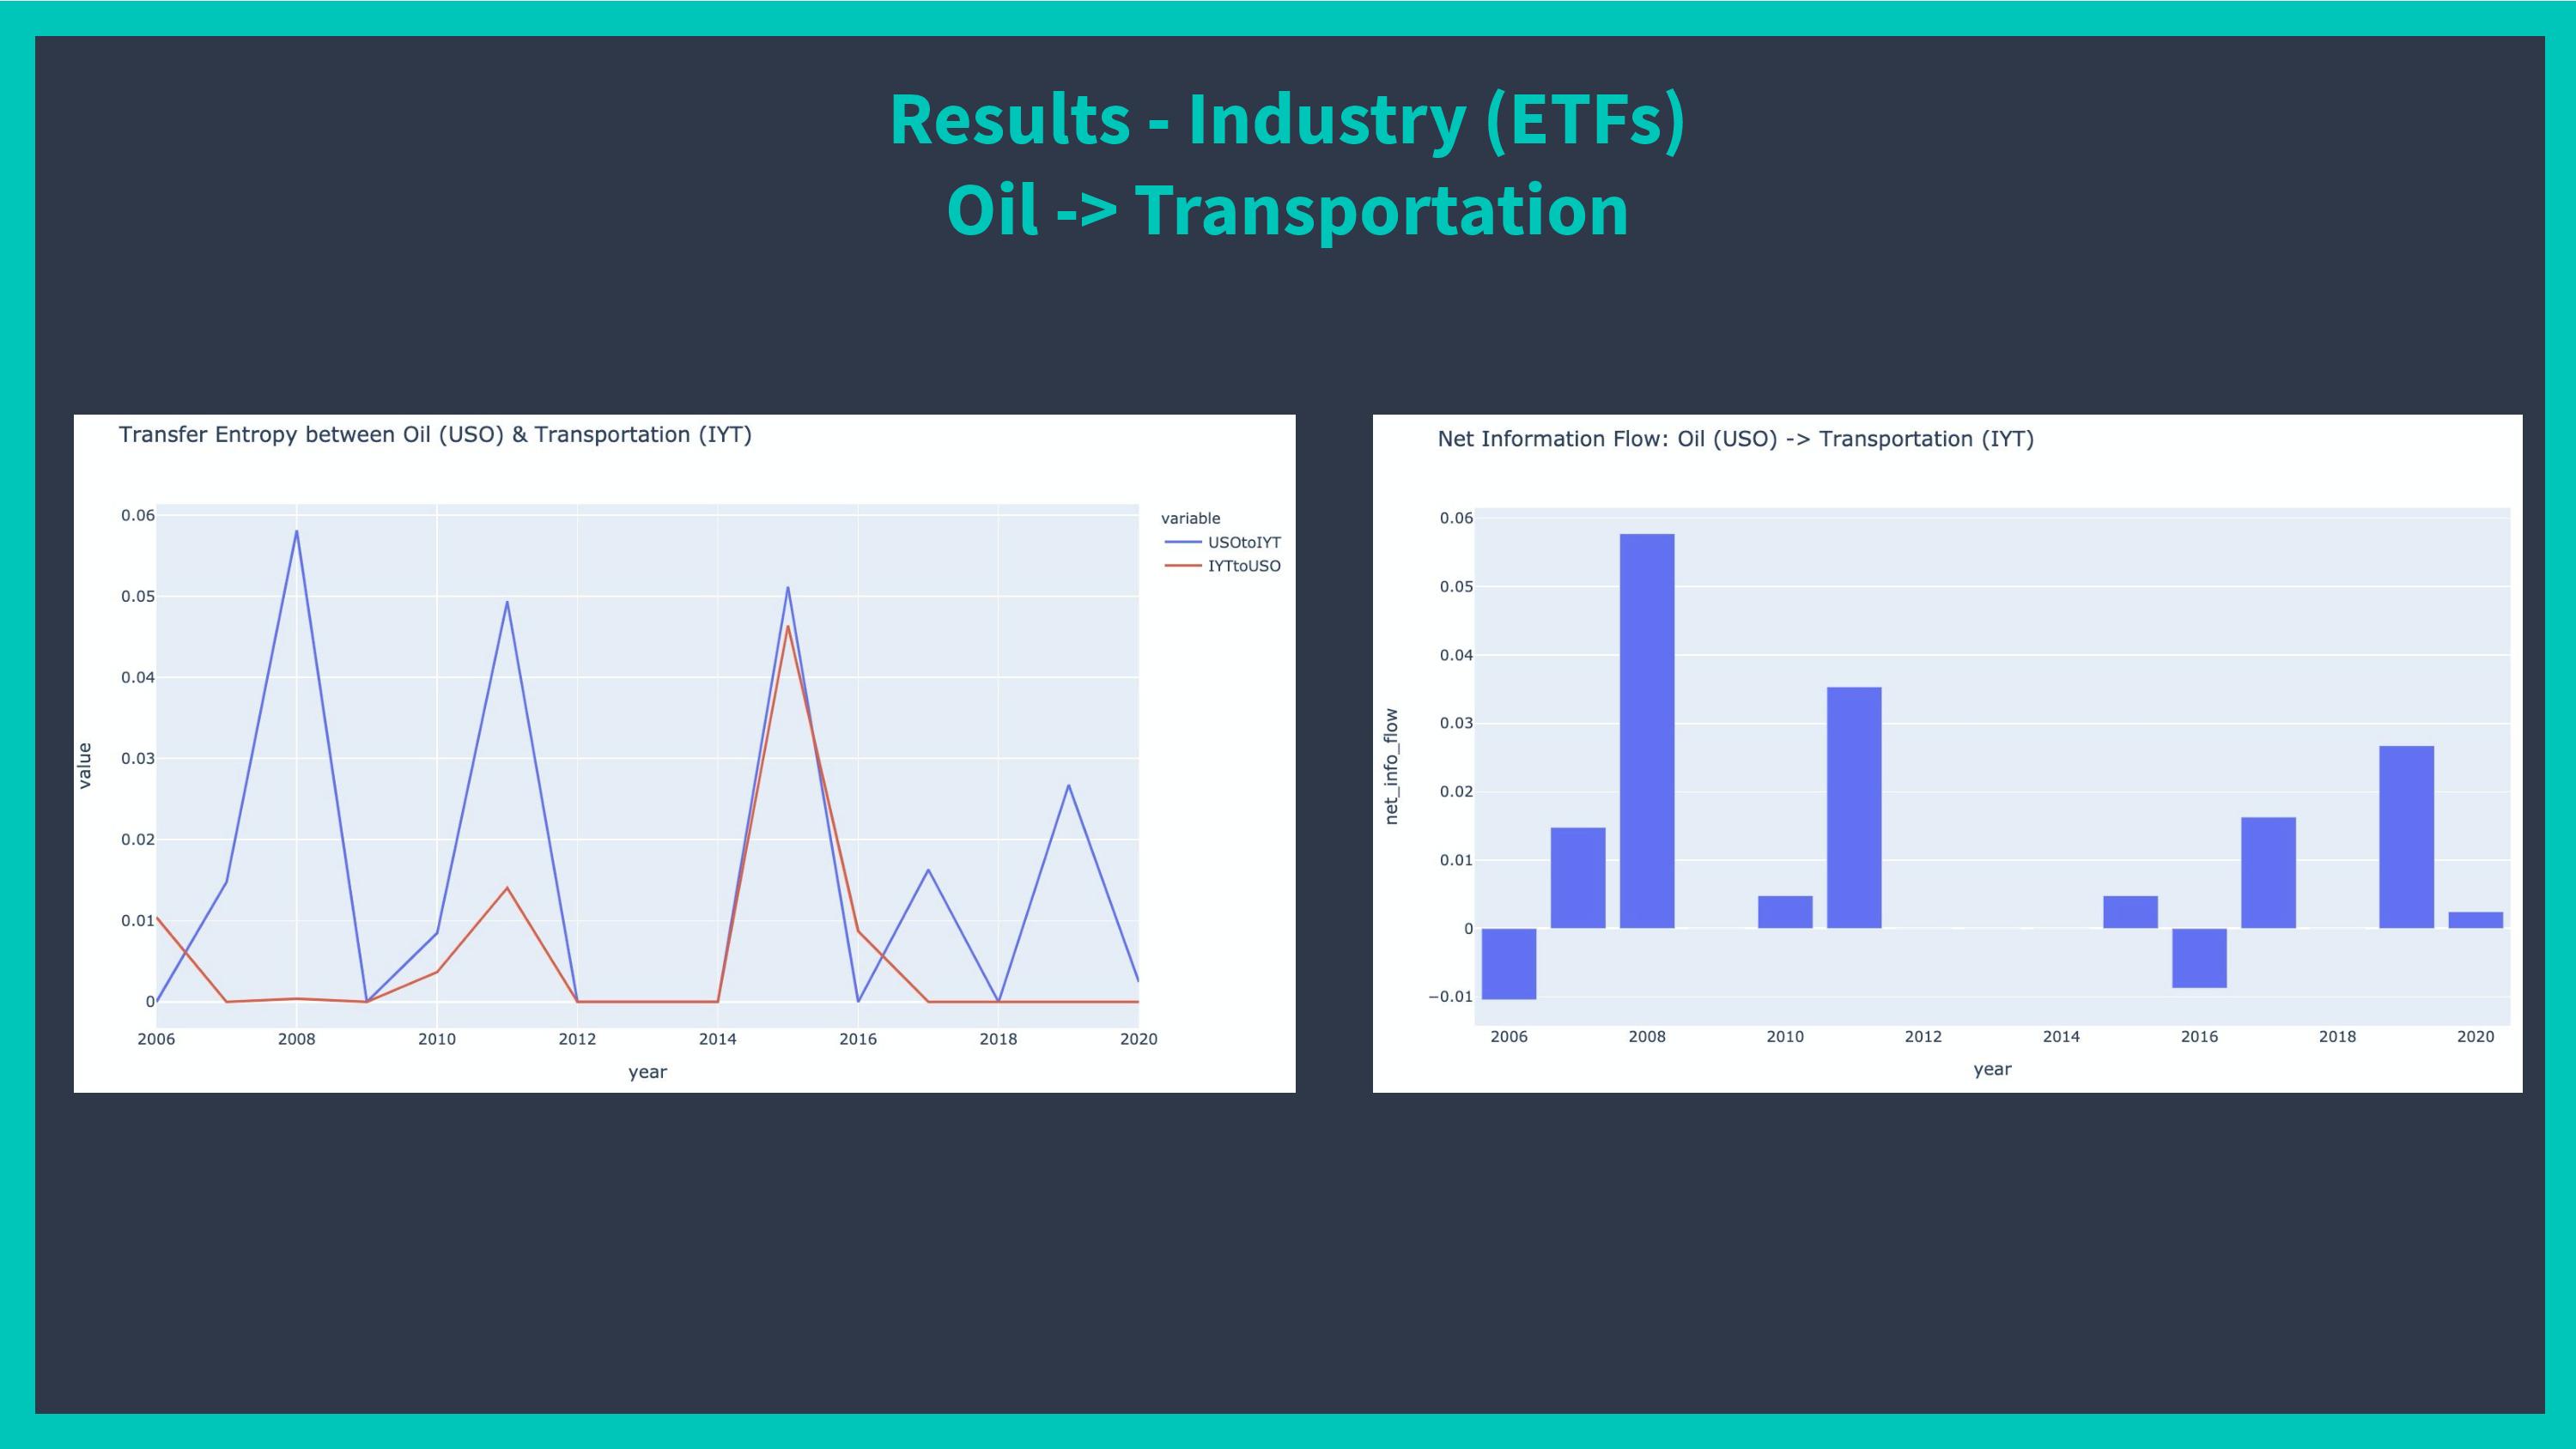 Results - Industry (ETFs)
Oil -> Transportation
Transfer Entropy between Oil (USO) & Transportation (IYT)
variable
USOtoIYT
IYTtoUSO
0.06
0.05
0.04
0.03
0.02
0.01
0
value
2006 2008 2010 2012 2014 2016 2018 2020
year
Net Information Flow: Oil (USO) -> Transportation (IYT)
0.06
0.05
0.04
0.03
0.02
0.01
0
−0.01
net_info_flow
2006 2008 2010 2012 2014 2016 2018 2020
year